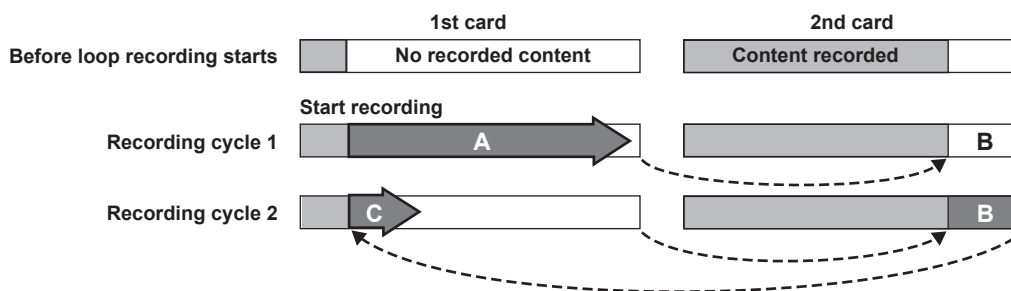 1st card 2nd card
Before loop recording starts No recorded content Content recorded
Start recording
Recording cycle 1 A B
Recording cycle 2 C B